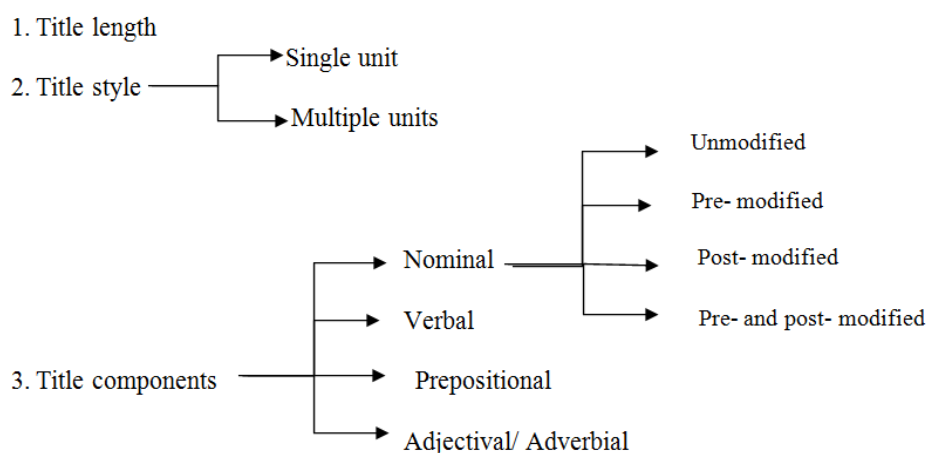 1. Title length
2. Title style
Single unit
Multiple units
3. Title components
Nominal
Verbal
Prepositional
Adjectival/ Adverbial
Unmodified
Pre- modified
Post- modified
Pre- and post- modified